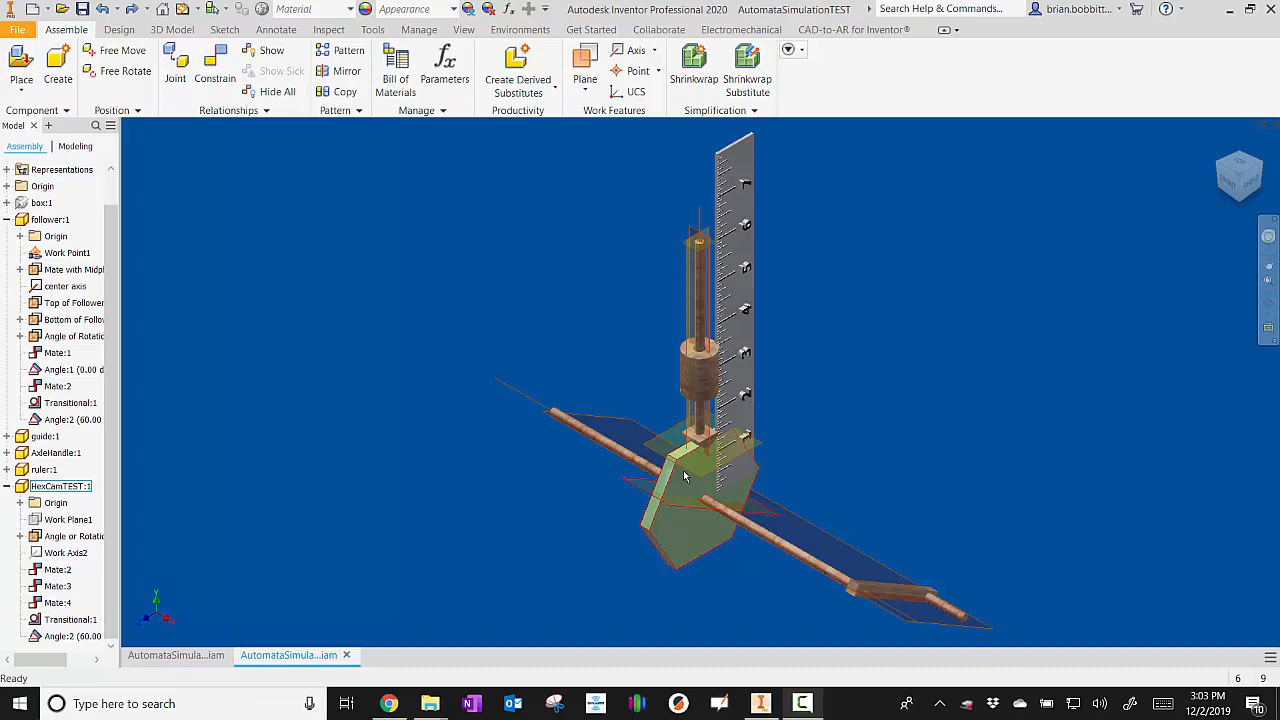 Material
Appearance
Autodesk Inventor Professional 2020 AutomataSimulationTEST
Search Help & Commands...
brian.bobbitt...
File Assemble Design 3D Model Sketch Annotate Inspect Tools Manage View Environments Get Started Collaborate Electromechanical CAD-to-AR for Inventor®
Place
Create
Free Move
Free Rotate
Joint
Constrain
Show
Show Sick
Hide All
Pattern
Mirror
Copy
Bill of
Materials
Parameters
Create Derived
Substitutes
Plane
Axis
Point
UCS
Shrinkwrap
Shrinkwrap
Substitute
Component Position Relationships Pattern Manage Productivity Work Features Simplification
Model
Assembly Modeling
Representations
Origin
box:1
follower:1
Origin
Work Point1
Mate with Midpl
center axis
Top of Follower
Bottom of Follow
Angle of Rotatio
Mate:1
Angle:1 (0.00 d
Mate:2
Transitional:1
Angle:2 (60.00
guide:1
AxleHandle:1
ruler:1
HexCamTEST:1
Origin
Work Plane1
Angle or Rotatio
Work Axis2
Mate:2
Mate:3
Mate:4
Transitional:1
Angle:2 (60.00
AutomataSimula...iam AutomataSimula...iam
Ready
6 9
Type here to search
3:03 PM
12/2/2019